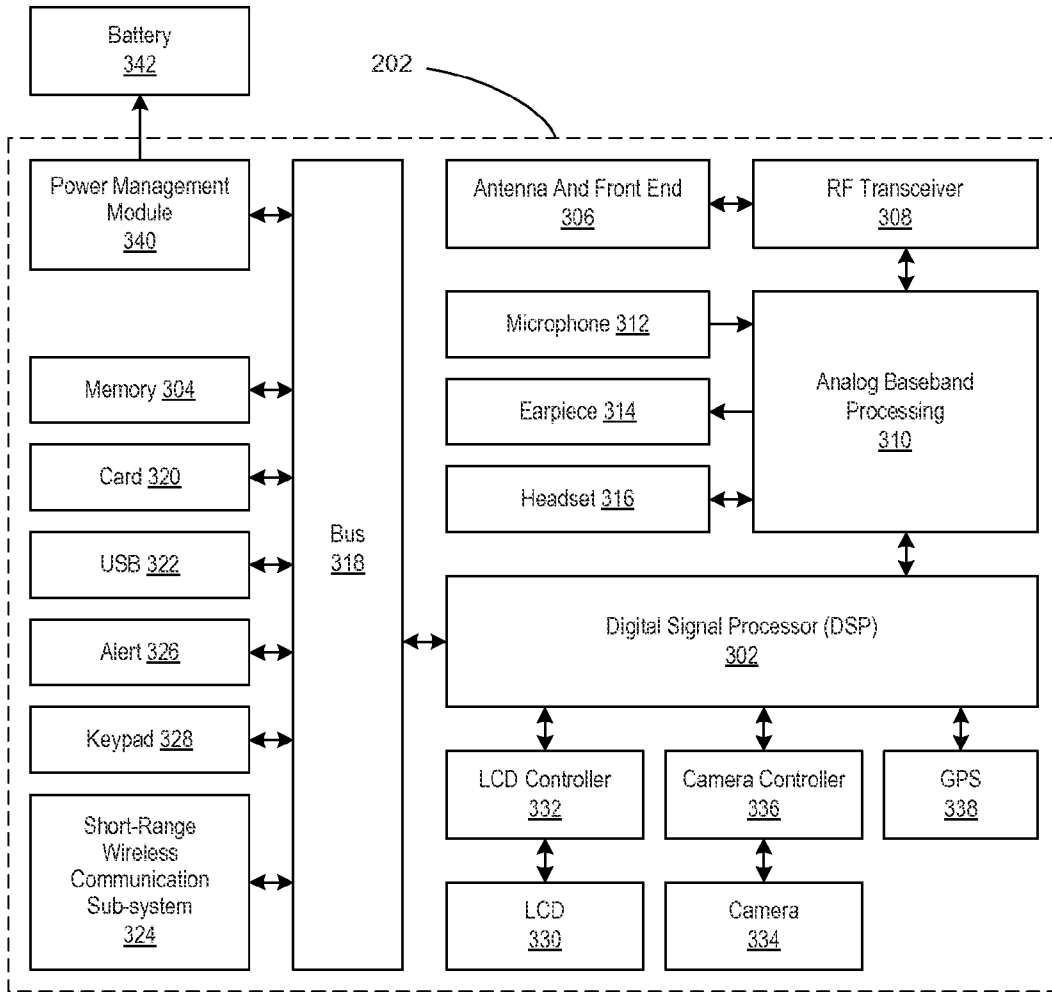 Battery
342
202
Power Management
Module
340
Antenna And Front End
306
RF Transceiver
308
Microphone 312
Earpiece 314
Headset 316
Analog Baseband
Processing
310
Memory 304
Card 320
USB 322
Alert 326
Keypad 328
Short-Range
Wireless
Communication
Sub-system
324
Bus
318
Digital Signal Processor (DSP)
302
LCD Controller
332
Camera Controller
336
GPS
338
LCD
330
Camera
334